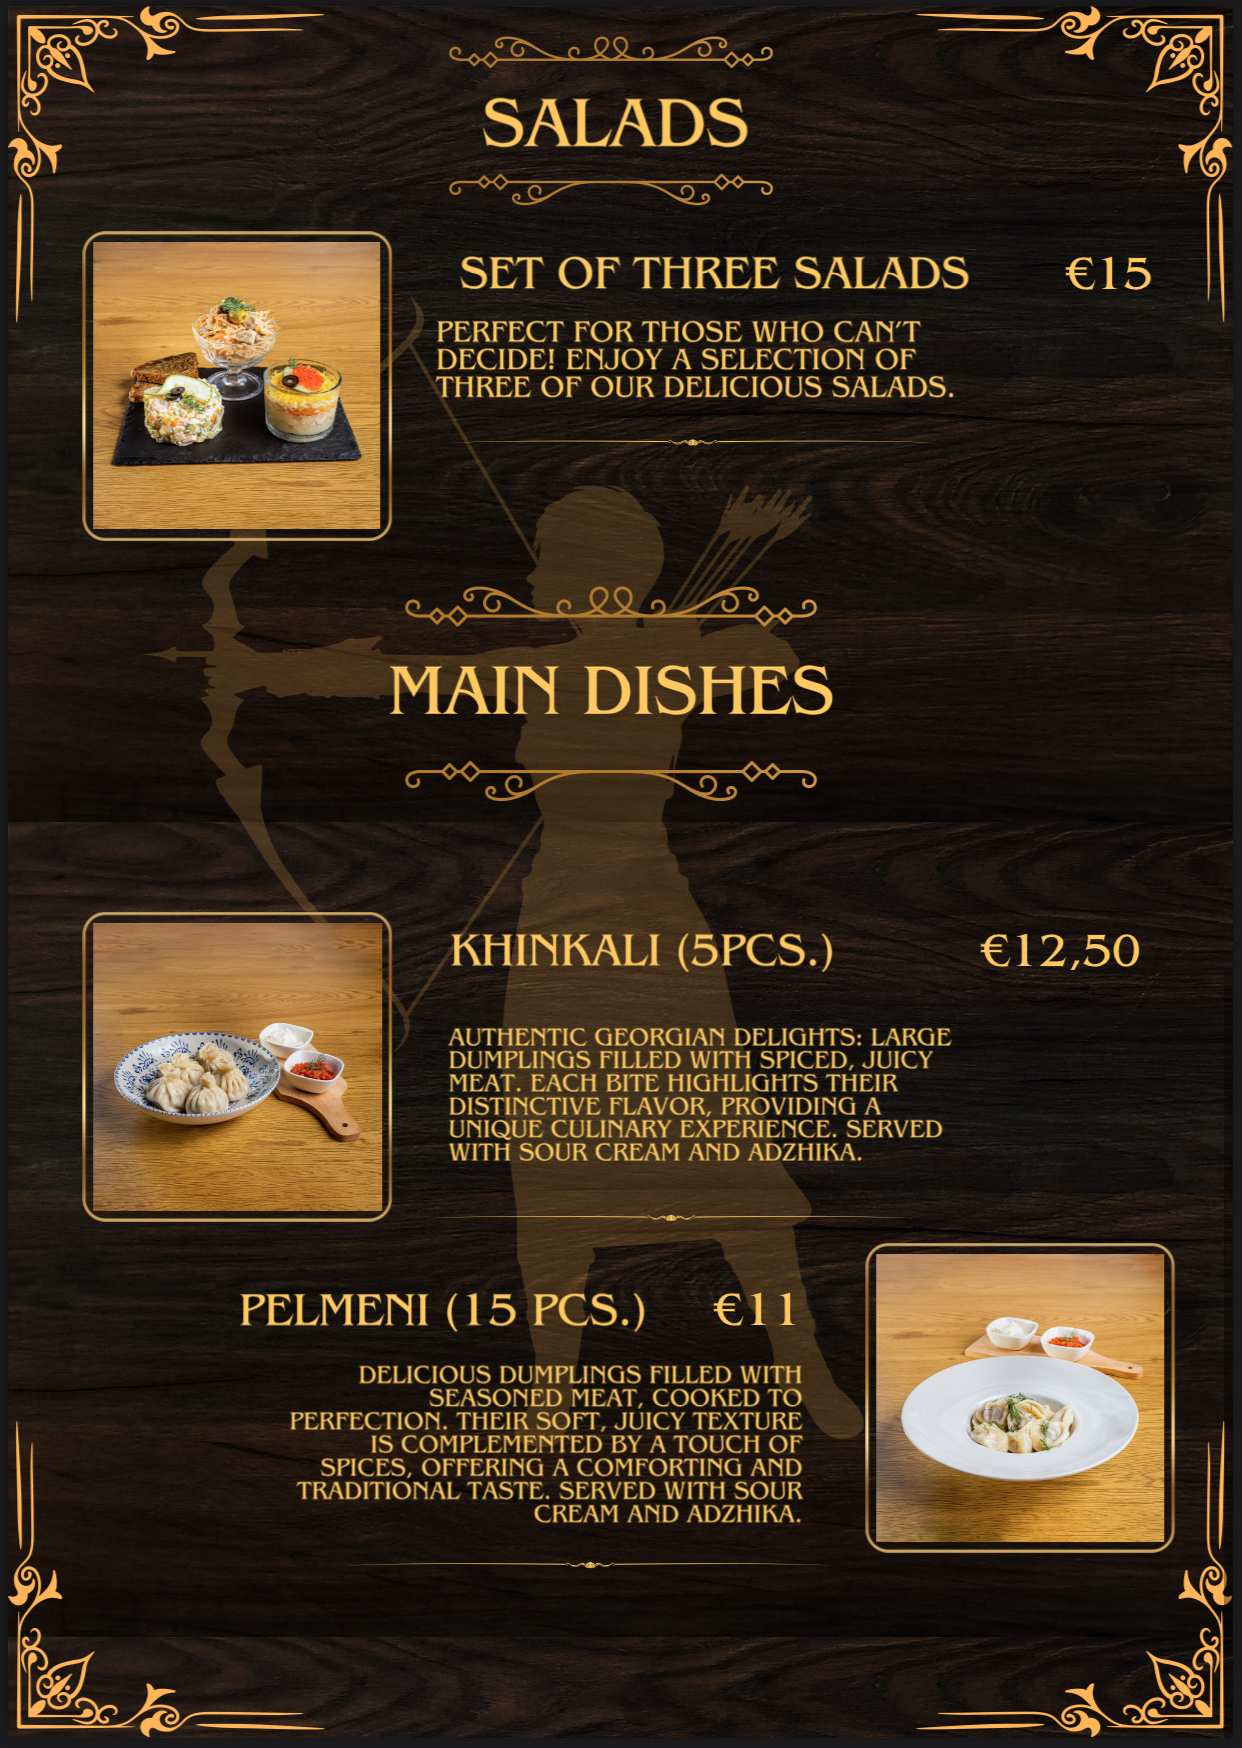 SALADS
SET OF THREE SALADS €15
PERFECT FOR THOSE WHO CAN'T
DECIDE! ENJOY A SELECTION OF
THREE OF OUR DELICIOUS SALADS.
MAIN DISHES
KHINKALI (5PCS.) €12,50
AUTHENTIC GEORGIAN DELIGHTS: LARGE
DUMPLINGS FILLED WITH SPICED, JUICY
MEAT. EACH BITE HIGHLIGHTS THEIR
DISTINCTIVE FLAVOR, PROVIDING A
UNIQUE CULINARY EXPERIENCE. SERVED
WITH SOUR CREAM AND ADZHIKA.
PELMENI (15 PCS.) €11
DELICIOUS DUMPLINGS FILLED WITH
SEASONED MEAT, COOKED TO
PERFECTION. THEIR SOFT, JUICY TEXTURE
IS COMPLEMENTED BY A TOUCH OF
SPICES, OFFERING A COMFORTING AND
TRADITIONAL TASTE. SERVED WITH SOUR
CREAM AND ADZHIKA.